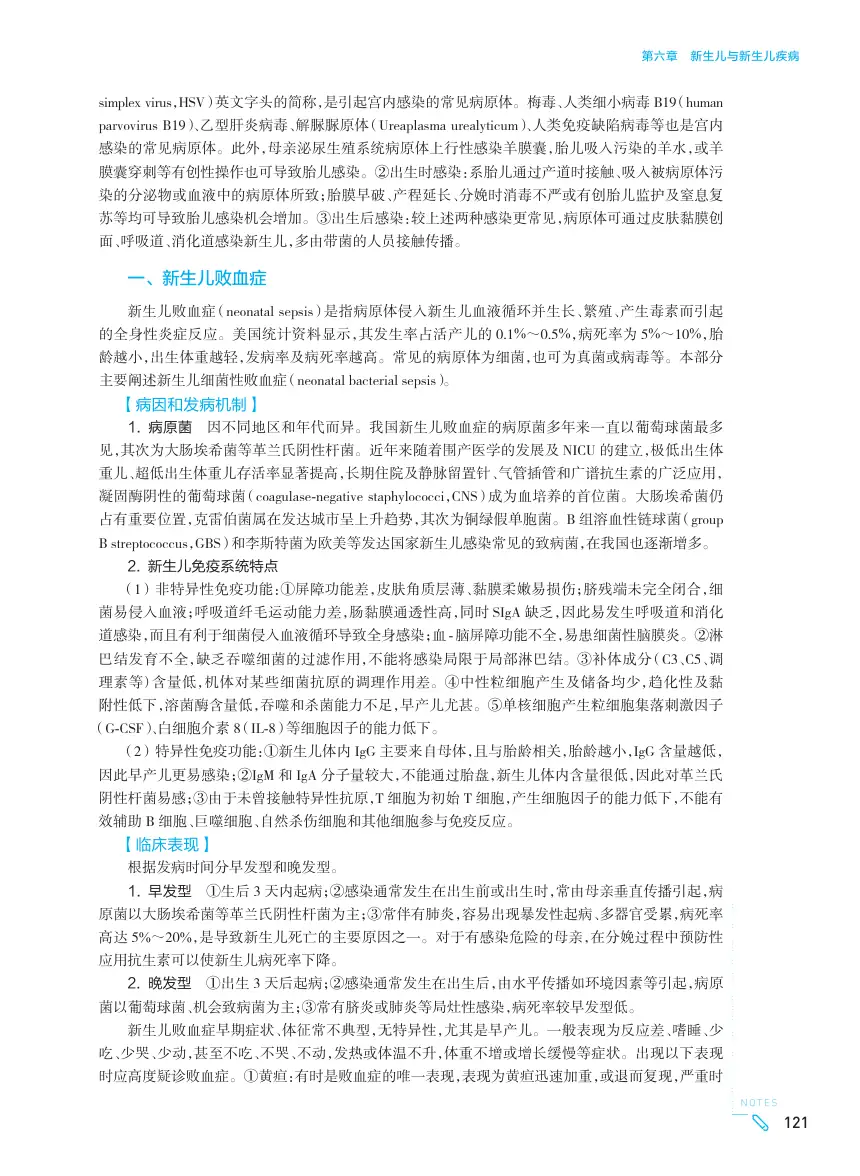 第六章 新生儿与新生儿疾病
simplex virus,HSV)英文字头的简称,是引起宫内感染的常见病原体。梅毒、人类细小病毒 B19(human
parvovirus B19)、乙型肝炎病毒、解脲脲原体(Ureaplasma urealyticum)、人类免疫缺陷病毒等也是宫内
感染的常见病原体。此外,母亲泌尿生殖系统病原体上行性感染羊膜囊,胎儿吸入污染的羊水,或羊
膜囊穿刺等有创性操作也可导致胎儿感染。②出生时感染:系胎儿通过产道时接触、吸入被病原体污
染的分泌物或血液中的病原体所致;胎膜早破、产程延长、分娩时消毒不严或有创胎儿监护及窒息复
苏等均可导致胎儿感染机会增加。③出生后感染:较上述两种感染更常见,病原体可通过皮肤黏膜创
面、呼吸道、消化道感染新生儿,多由带菌的人员接触传播。
一、新生儿败血症
新生儿败血症(neonatal sepsis)是指病原体侵入新生儿血液循环并生长、繁殖、产生毒素而引起
的全身性炎症反应。美国统计资料显示,其发生率占活产儿的 0.1%~0.5%,病死率为 5%~10%,胎
龄越小,出生体重越轻,发病率及病死率越高。常见的病原体为细菌,也可为真菌或病毒等。本部分
主要阐述新生儿细菌性败血症(neonatal bacterial sepsis)。
【病因和发病机制】
1. 病原菌 因不同地区和年代而异。我国新生儿败血症的病原菌多年来一直以葡萄球菌最多
见,其次为大肠埃希菌等革兰氏阴性杆菌。近年来随着围产医学的发展及 NICU 的建立,极低出生体
重儿、超低出生体重儿存活率显著提高,长期住院及静脉留置针、气管插管和广谱抗生素的广泛应用,
凝固酶阴性的葡萄球菌(coagulase-negative staphylococci,CNS)成为血培养的首位菌。大肠埃希菌仍
占有重要位置,克雷伯菌属在发达城市呈上升趋势,其次为铜绿假单胞菌。B 组溶血性链球菌(group
B streptococcus,GBS)和李斯特菌为欧美等发达国家新生儿感染常见的致病菌,在我国也逐渐增多。
2. 新生儿免疫系统特点
(1)非特异性免疫功能:①屏障功能差,皮肤角质层薄、黏膜柔嫩易损伤;脐残端未完全闭合,细
菌易侵入血液;呼吸道纤毛运动能力差,肠黏膜通透性高,同时 SIgA 缺乏,因此易发生呼吸道和消化
道感染,而且有利于细菌侵入血液循环导致全身感染;血-脑屏障功能不全,易患细菌性脑膜炎。②淋
巴结发育不全,缺乏吞噬细菌的过滤作用,不能将感染局限于局部淋巴结。③补体成分(C3、C5、调
理素等)含量低,机体对某些细菌抗原的调理作用差。④中性粒细胞产生及储备均少,趋化性及黏
附性低下,溶菌酶含量低,吞噬和杀菌能力不足,早产儿尤甚。⑤单核细胞产生粒细胞集落刺激因子
(G-CSF)、白细胞介素 8(IL-8)等细胞因子的能力低下。
(2)特异性免疫功能:①新生儿体内 IgG 主要来自母体,且与胎龄相关,胎龄越小,IgG 含量越低,
因此早产儿更易感染;②IgM 和 IgA 分子量较大,不能通过胎盘,新生儿体内含量很低,因此对革兰氏
阴性杆菌易感;③由于未曾接触特异性抗原,T 细胞为初始 T 细胞,产生细胞因子的能力低下,不能有
效辅助 B 细胞、巨噬细胞、自然杀伤细胞和其他细胞参与免疫反应。
【临床表现】
根据发病时间分早发型和晚发型。
1. 早发型 ①生后 3 天内起病;②感染通常发生在出生前或出生时,常由母亲垂直传播引起,病
原菌以大肠埃希菌等革兰氏阴性杆菌为主;③常伴有肺炎,容易出现暴发性起病、多器官受累,病死率
高达 5%~20%,是导致新生儿死亡的主要原因之一。对于有感染危险的母亲,在分娩过程中预防性
应用抗生素可以使新生儿病死率下降。
2. 晚发型 ①出生 3 天后起病;②感染通常发生在出生后,由水平传播如环境因素等引起,病原
菌以葡萄球菌、机会致病菌为主;③常有脐炎或肺炎等局灶性感染,病死率较早发型低。
新生儿败血症早期症状、体征常不典型,无特异性,尤其是早产儿。一般表现为反应差、嗜睡、少
吃、少哭、少动,甚至不吃、不哭、不动,发热或体温不升,体重不增或增长缓慢等症状。出现以下表现
时应高度疑诊败血症。①黄疸:有时是败血症的唯一表现,表现为黄疸迅速加重,或退而复现,严重时
NOTES
121